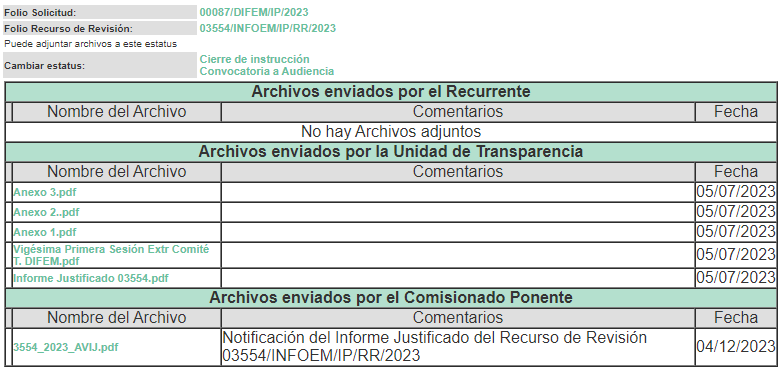 Folio Solicitud: 00087/DIFEM/IP/2023
Folio Recurso de Revisión: 03554/INFOEM/IP/RR/2023
Puede adjuntar archivos a este estatus
Cambiar estatus: Cierre de instrucción
Convocatoria a Audiencia
Archivos enviados por el Recurrente
Nombre del Archivo Comentarios Fecha
No hay Archivos adjuntos
Archivos enviados por la Unidad de Transparencia
Nombre del Archivo Comentarios Fecha
Anexo 3.pdf 05/07/2023
Anexo 2..pdf 05/07/2023
Anexo 1.pdf 05/07/2023
Vigésima Primera Sesión Extr Comité
T. DIFEM.pdf 05/07/2023
Informe Justificado 03554.pdf 05/07/2023
Archivos enviados por el Comisionado Ponente
Nombre del Archivo Comentarios Fecha
3554_2023_AVIJ.pdf Notificación del Informe Justificado del Recurso de Revisión 04/12/2023
03554/INFOEM/IP/RR/2023